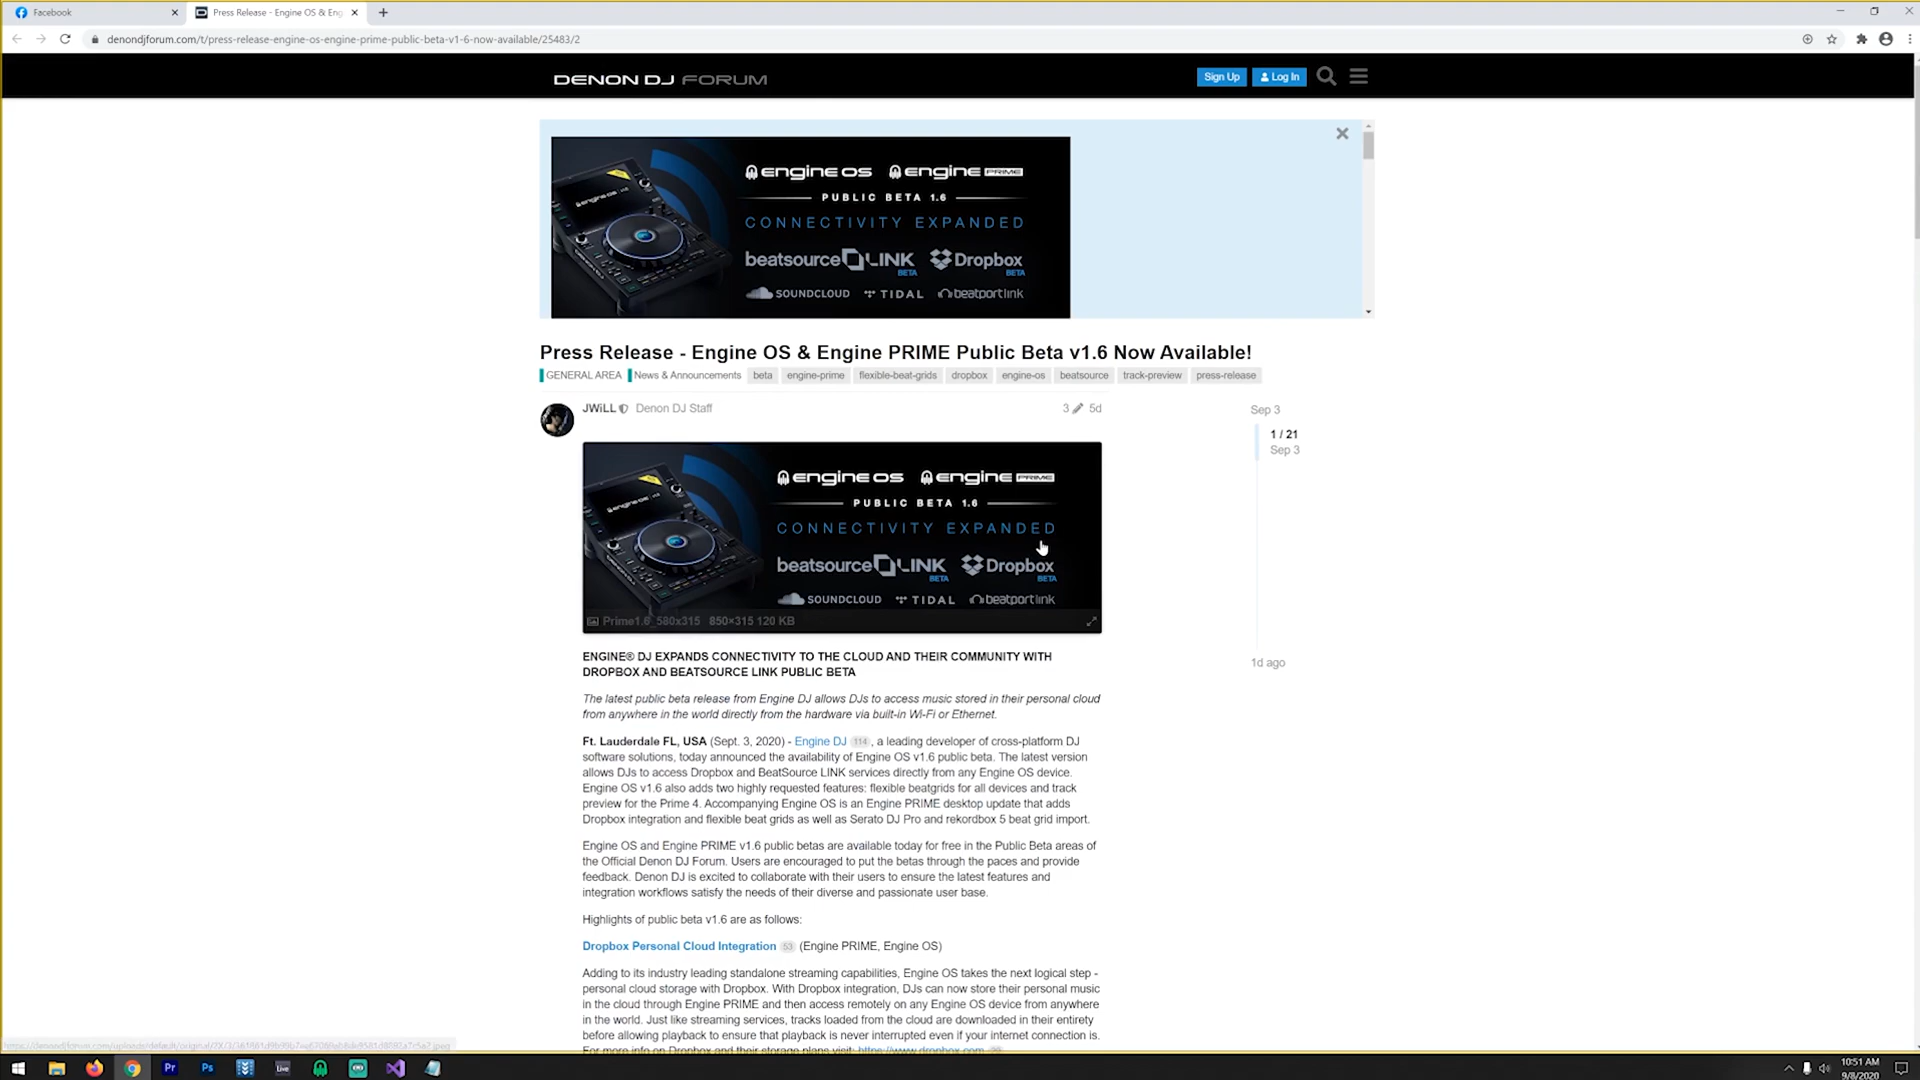 Facebook
Press Release - Engine OS & Eng
denondjforum.com/t/press-release-engine-os-engine-prime-public-beta-v1-6-now-available/25483/2
DENON DJ FORUM
Sign Up
Log In
engine OS engine PRIME
PUBLIC BETA 1.6
CONNECTIVITY EXPANDED
beatsource LINK BETA Dropbox BETA
SOUNDCLOUD TIDAL beatport link
Press Release - Engine OS & Engine PRIME Public Beta v1.6 Now Available!
GENERAL AREA News & Announcements beta engine-prime flexible-beat-grids dropbox engine-os beatsource track-preview press-release
JWiLL Denon DJ Staff 3 5d
Sep 3
1 / 21
Sep 3
1d ago
engine OS engine PRIME
PUBLIC BETA 1.6
CONNECTIVITY EXPANDED
beatsource LINK BETA Dropbox BETA
SOUNDCLOUD TIDAL beatport link
Prime1.6_580x315 850×315 120 KB
ENGINE® DJ EXPANDS CONNECTIVITY TO THE CLOUD AND THEIR COMMUNITY WITH
DROPBOX AND BEATSOURCE LINK PUBLIC BETA
The latest public beta release from Engine DJ allows DJs to access music stored in their personal cloud
from anywhere in the world directly from the hardware via built-in Wi-Fi or Ethernet.
Ft. Lauderdale FL, USA (Sept. 3, 2020) - Engine DJ 114 , a leading developer of cross-platform DJ
software solutions, today announced the availability of Engine OS v1.6 public beta. The latest version
allows DJs to access Dropbox and BeatSource LINK services directly from any Engine OS device.
Engine OS v1.6 also adds two highly requested features: flexible beatgrids for all devices and track
preview for the Prime 4. Accompanying Engine OS is an Engine PRIME desktop update that adds
Dropbox integration and flexible beat grids as well as Serato DJ Pro and rekordbox 5 beat grid import.
Engine OS and Engine PRIME v1.6 public betas are available today for free in the Public Beta areas of
the Official Denon DJ Forum. Users are encouraged to put the betas through the paces and provide
feedback. Denon DJ is excited to collaborate with their users to ensure the latest features and
integration workflows satisfy the needs of their diverse and passionate user base.
Highlights of public beta v1.6 are as follows:
Dropbox Personal Cloud Integration 53 (Engine PRIME, Engine OS)
Adding to its industry leading standalone streaming capabilities, Engine OS takes the next logical step -
personal cloud storage with Dropbox. With Dropbox integration, DJs can now store their personal music
in the cloud through Engine PRIME and then access remotely on any Engine OS device from anywhere
in the world. Just like streaming services, tracks loaded from the cloud are downloaded in their entirety
before allowing playback to ensure that playback is never interrupted even if your internet connection is.
For more info on Dropbox and their storage plans visit: https://www.dropbox.com
Pr
Ps
Live
10:51 AM
9/8/2020